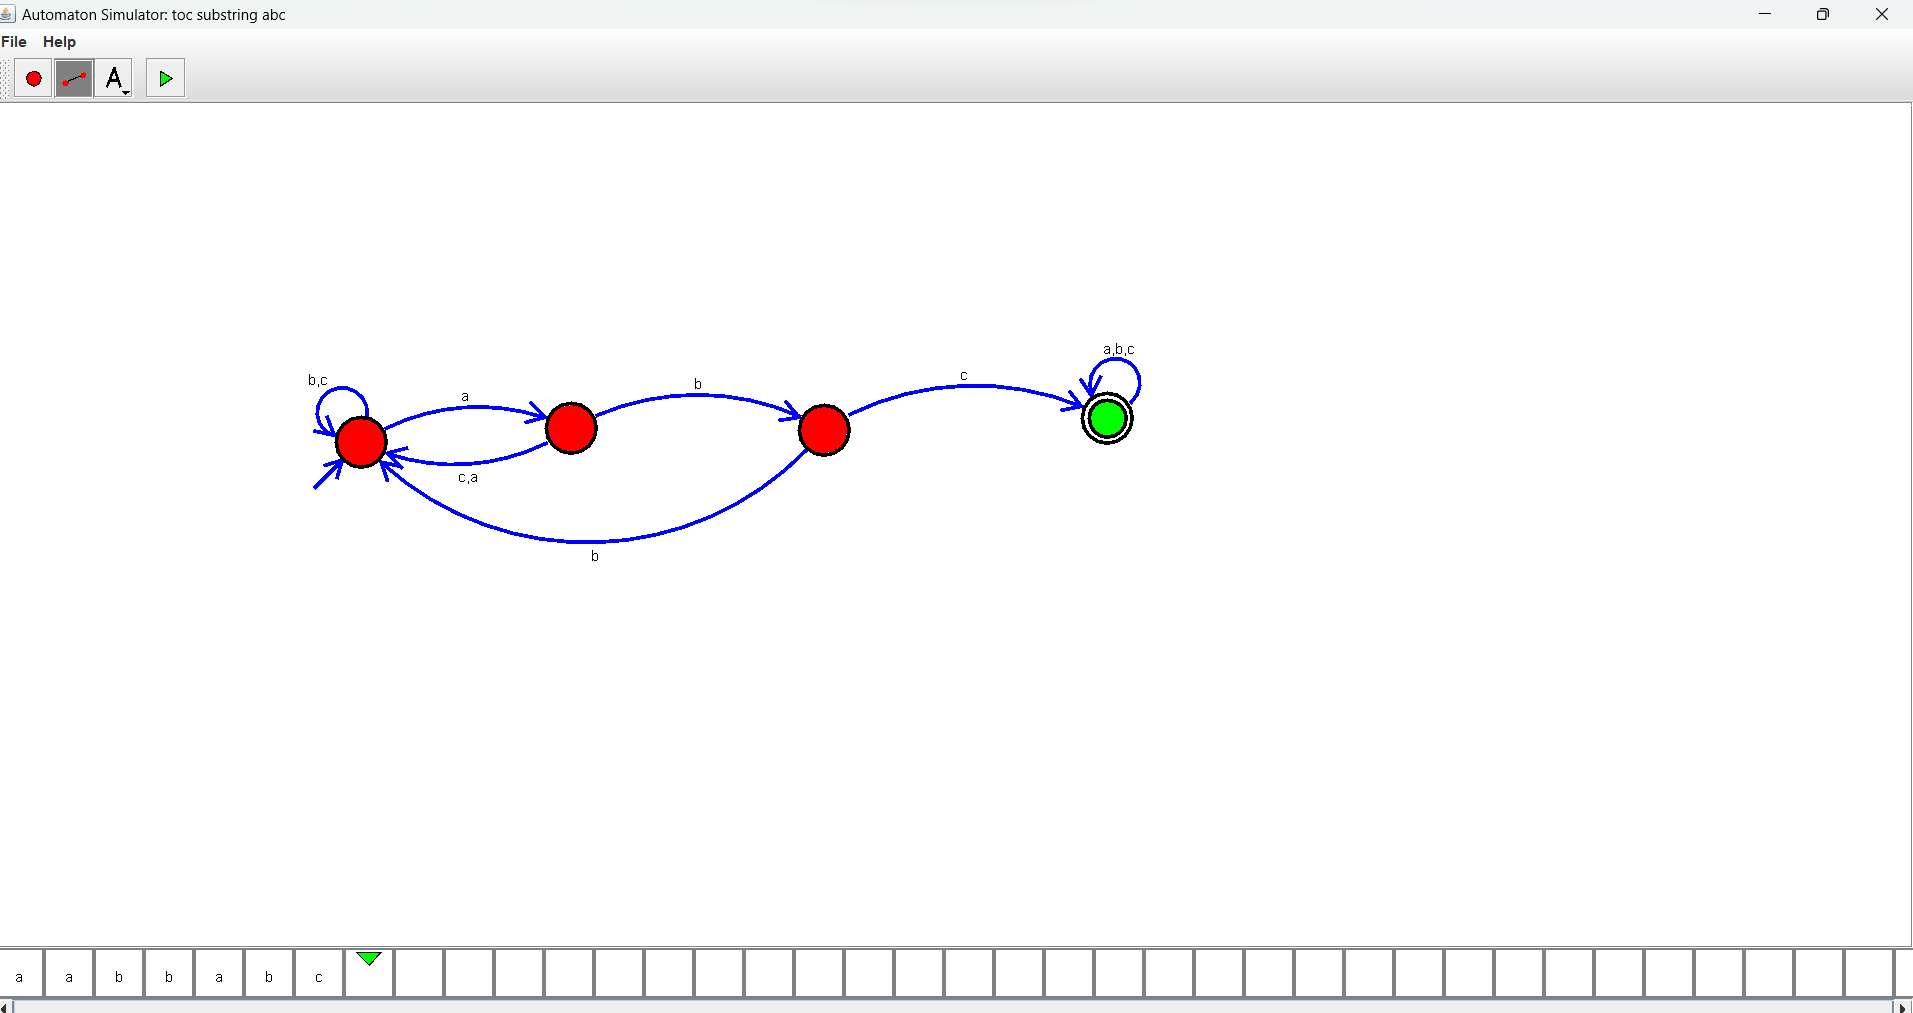 Automaton Simulator: toc substring abc
File Help
A
a,b,c
c
b,c
b
a
c,a
b
a a b b a b c